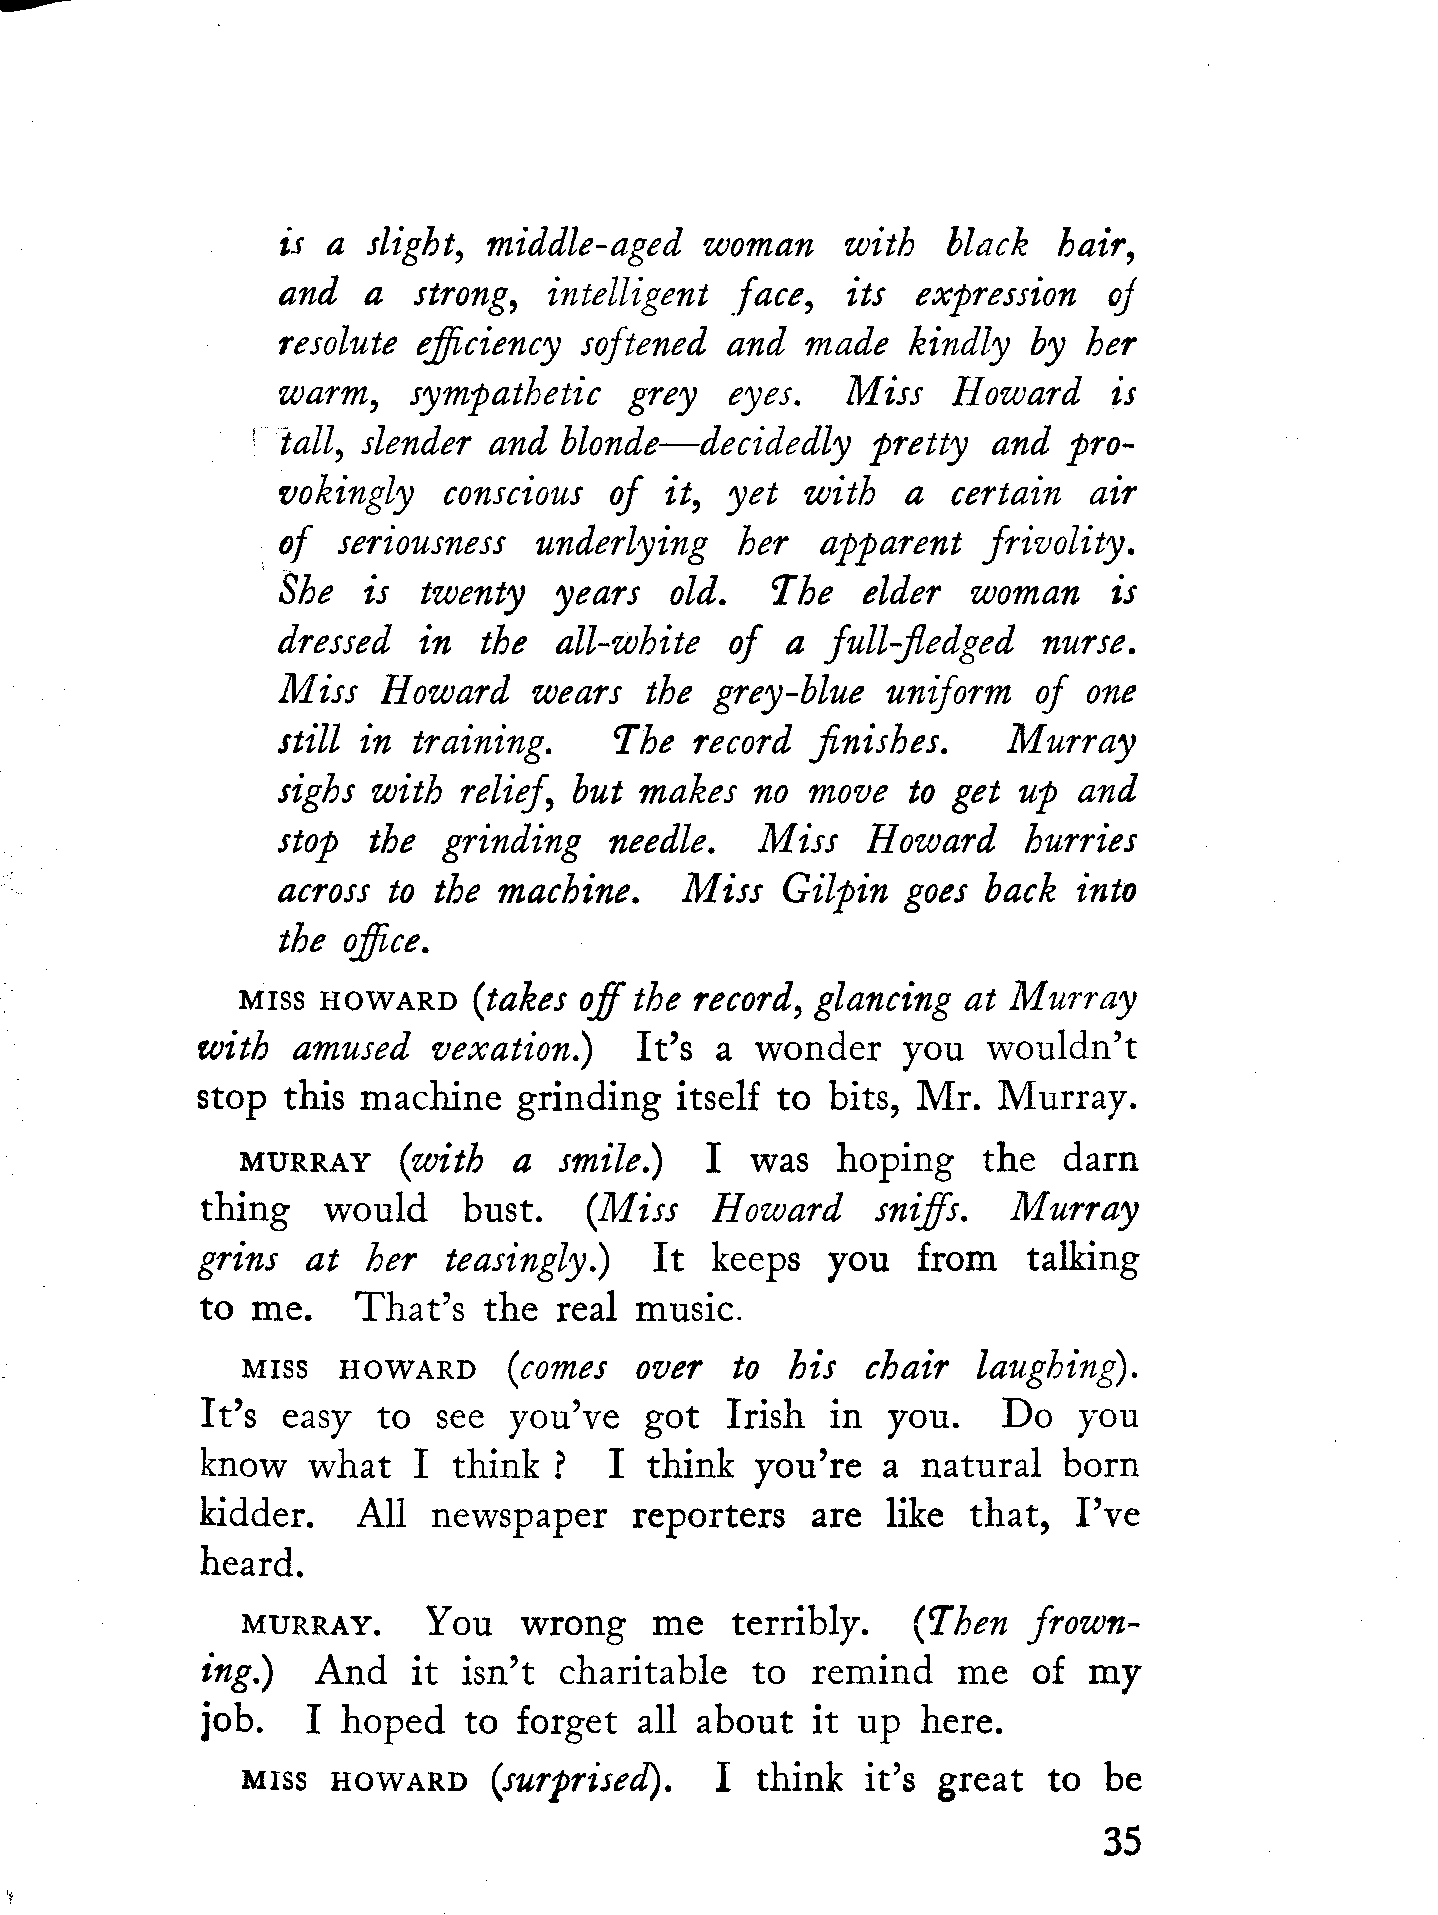 is a slight, middle-aged woman with black hair,
and a strong, intelligent face, its expression of
resolute efficiency softened and made kindly by her
warm, sympathetic grey eyes. Miss Howard is
tall, slender and blonde—decidedly pretty and pro-
vokingly conscious of it, yet with a certain air
of seriousness underlying her apparent frivolity.
She is twenty years old. The elder woman is
dressed in the all-white of a full-fledged nurse.
Miss Howard wears the grey-blue uniform of one
still in training. The record finishes. Murray
sighs with relief, but makes no move to get up and
stop the grinding needle. Miss Howard hurries
across to the machine. Miss Gilpin goes back into
the office.
MISS HOWARD (takes off the record, glancing at Murray
with amused vexation.) It's a wonder you wouldn't
stop this machine grinding itself to bits, Mr. Murray.
MURRAY (with a smile.) I was hoping the darn
thing would bust. (Miss Howard sniffs. Murray
grins at her teasingly.) It keeps you from talking
to me. That's the real music.
MISS HOWARD (comes over to his chair laughing).
It's easy to see you've got Irish in you. Do you
know what I think ? I think you're a natural born
kidder. All newspaper reporters are like that, I've
heard.
MURRAY. You wrong me terribly. (Then frown-
ing.) And it isn't charitable to remind me of my
job. I hoped to forget all about it up here.
MISS HOWARD (surprised). I think it's great to be
35